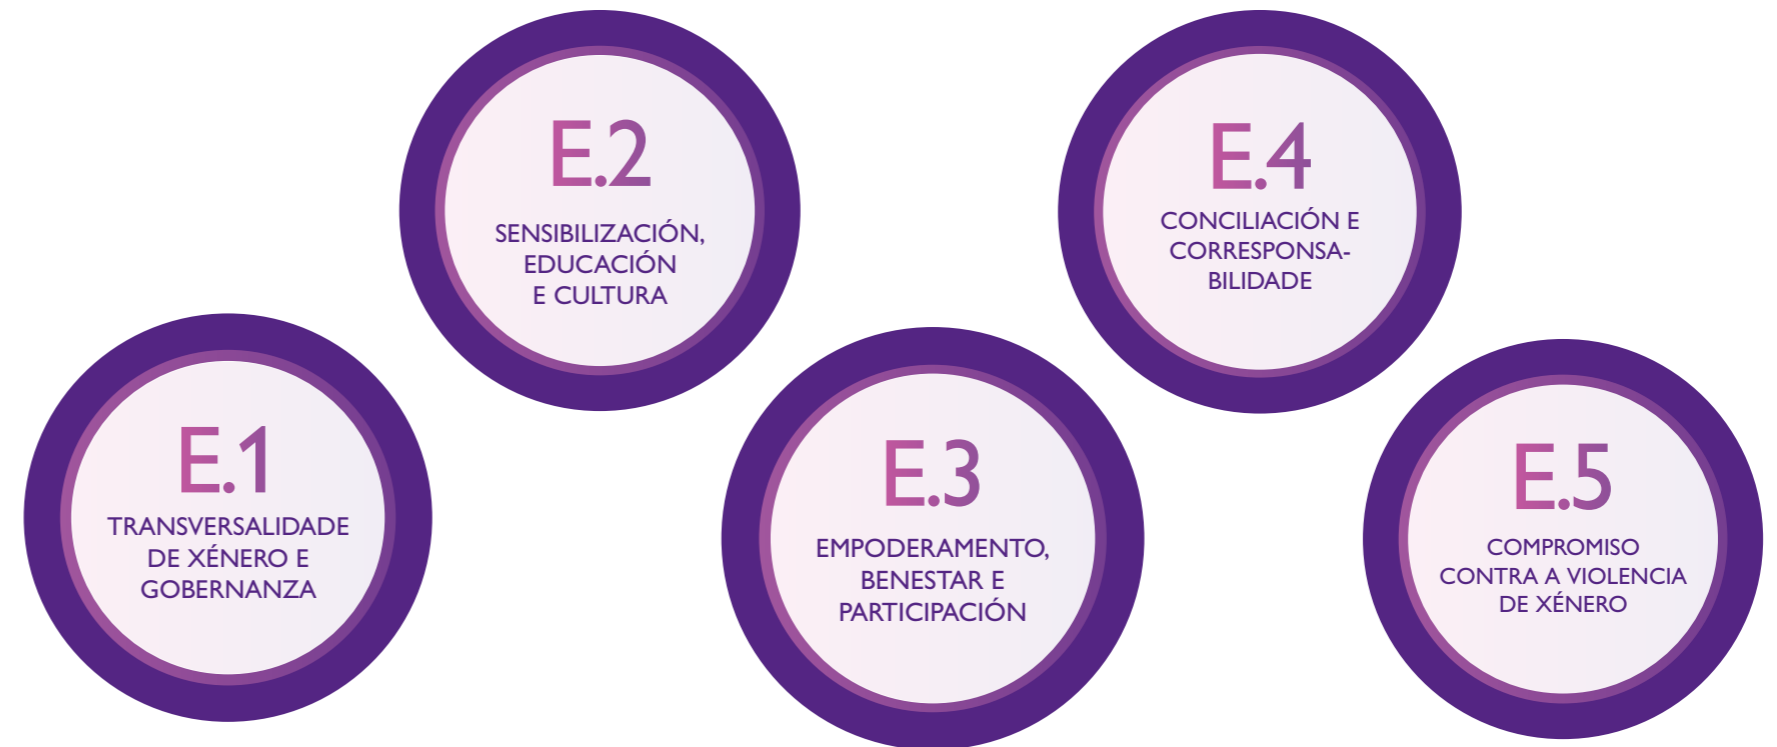 E.1
TRANSVERSALIDADE
DE XÉNERO E
GOBERNANZA
E.2
SENSIBILIZACIÓN,
EDUCACIÓN
E CULTURA
E.3
EMPODERAMENTO,
BENESTAR E
PARTICIPACIÓN
E.4
CONCILIACIÓN E
CORRESPONSA-
BILIDADE
E.5
COMPROMISO
CONTRA A VIOLENCIA
DE XÉNERO